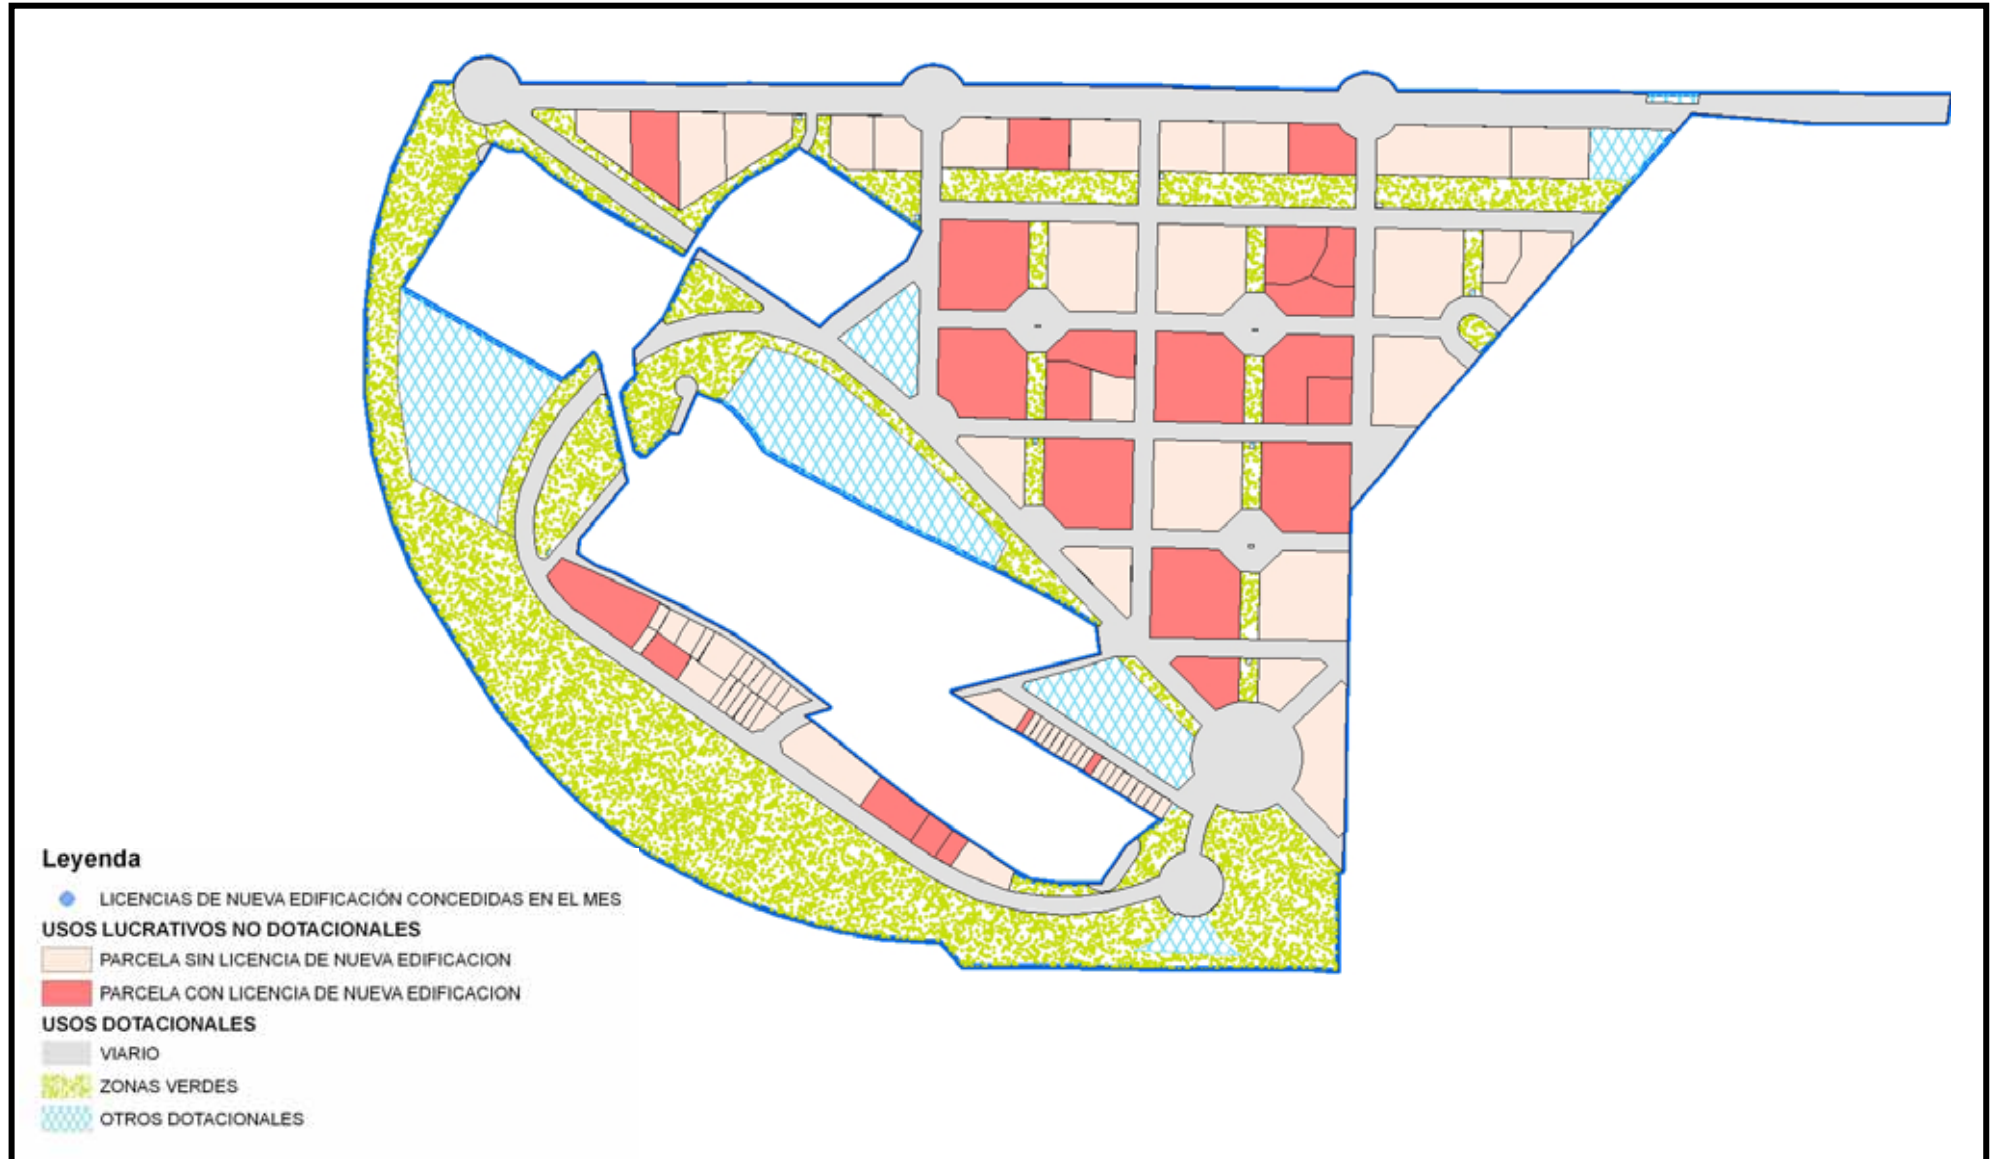 Leyenda
LICENCIAS DE NUEVA EDIFICACIÓN CONCEDIDAS EN EL MES
USOS LUCRATIVOS NO DOTACIONALES
PARCELA SIN LICENCIA DE NUEVA EDIFICACION
PARCELA CON LICENCIA DE NUEVA EDIFICACION
USOS DOTACIONALES
VIARIO
ZONAS VERDES
OTROS DOTACIONALES